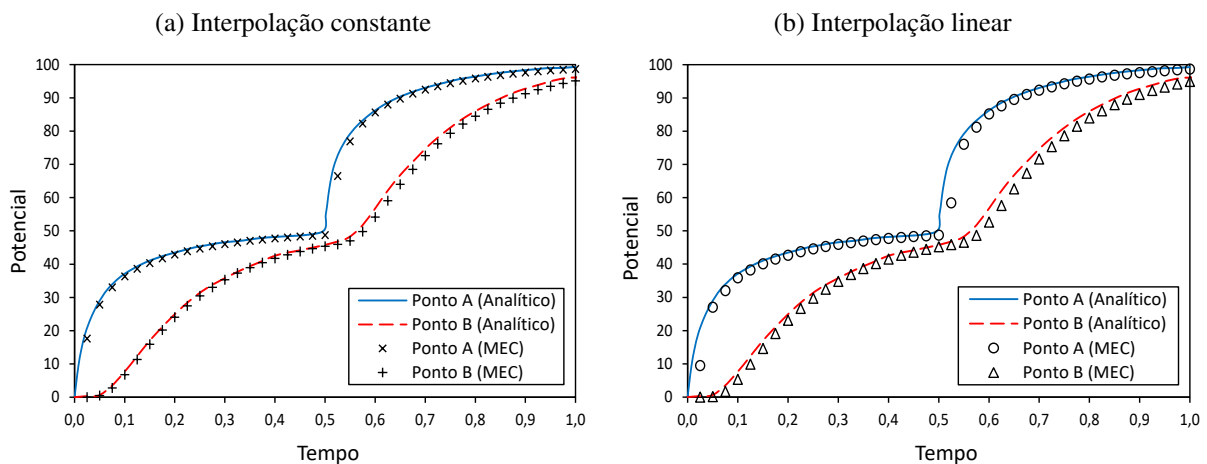 (a) Interpolação constante
100
90
80
70
60
50
40
30
20
10
0
Potencial
0,0 0,1 0,2 0,3 0,4 0,5 0,6 0,7 0,8 0,9 1,0
Tempo
Ponto A (Analítico)
Ponto B (Analítico)
Ponto A (MEC)
Ponto B (MEC)
(b) Interpolação linear
100
90
80
70
60
50
40
30
20
10
0
Potencial
0,0 0,1 0,2 0,3 0,4 0,5 0,6 0,7 0,8 0,9 1,0
Tempo
Ponto A (Analítico)
Ponto B (Analítico)
Ponto A (MEC)
Ponto B (MEC)